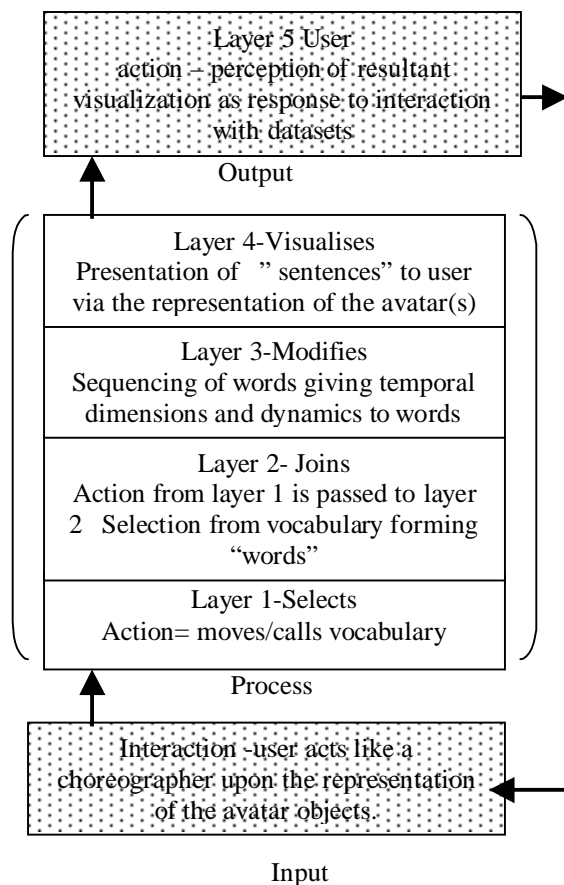 Layer 5 User
action – perception of resultant
visualization as response to interaction
with datasets
Output
Layer 4-Visualises
Presentation of ” sentences” to user
via the representation of the avatar(s)
Layer 3-Modifies
Sequencing of words giving temporal
dimensions and dynamics to words
Layer 2- Joins
Action from layer 1 is passed to layer
2 Selection from vocabulary forming
“words”
Layer 1-Selects
Action= moves/calls vocabulary
Process
Interaction -user acts like a
choreographer upon the representation
of the avatar objects.
Input